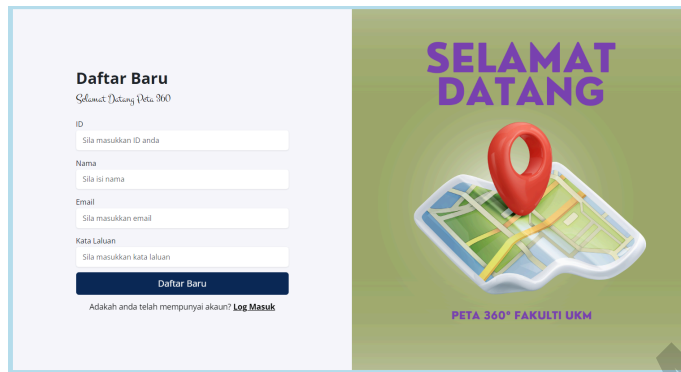 Daftar Baru
Selamat Datang Peta 360
ID
Sila masukkan ID anda
Nama
Sila isi nama
Email
Sila masukkan email
Kata Laluan
Sila masukkan kata laluan
Daftar Baru
Adakah anda telah mempunyai akaun? Log Masuk
SELAMAT
DATANG
PETA 360° FAKULTI UKM